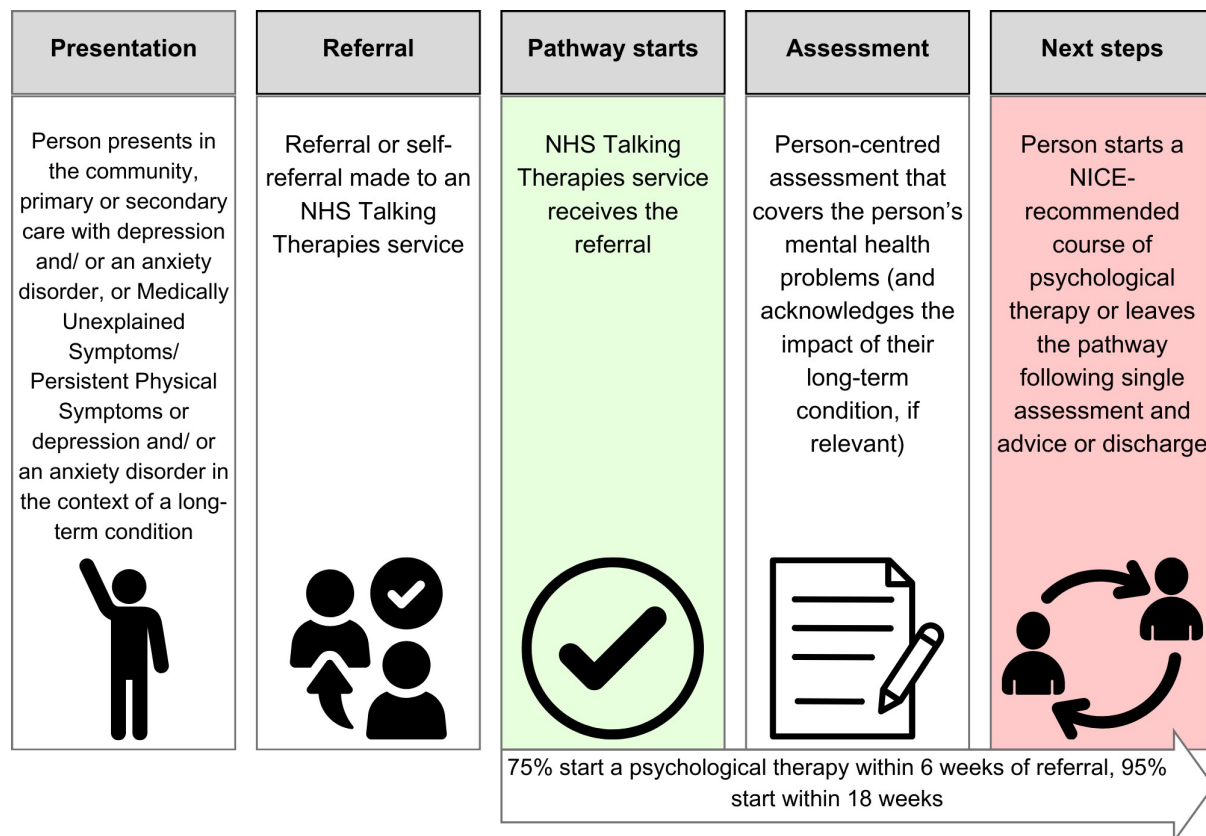 Presentation
Person presents in
the community,
primary or secondary
care with depression
and/ or an anxiety
disorder, or Medically
Unexplained
Symptoms/
Persistent Physical
Symptoms or
depression and/ or
an anxiety disorder in
the context of a long-
term condition
Referral
Referral or self-
referral made to an
NHS Talking
Therapies service
Pathway starts
NHS Talking
Therapies service
receives the
referral
Assessment
Person-centred
assessment that
covers the person’s
mental health
problems (and
acknowledges the
impact of their
long-term
condition, if
relevant)
Next steps
Person starts a
NICE-
recommended
course of
psychological
therapy or leaves
the pathway
following single
assessment and
advice or discharge
75% start a psychological therapy within 6 weeks of referral, 95%
start within 18 weeks